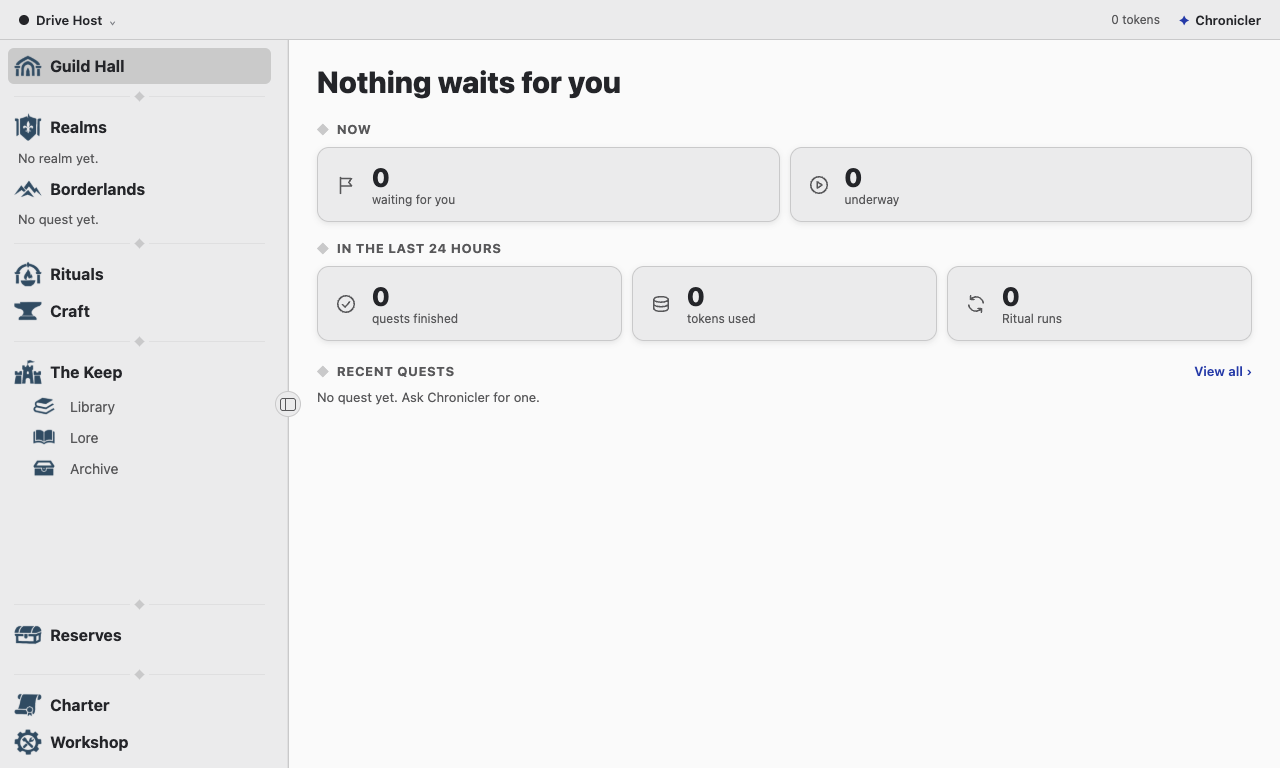 Drive Host
0 tokens
Chronicler
Guild Hall
Realms
No realm yet.
Borderlands
No quest yet.
Rituals
Craft
The Keep
Library
Lore
Archive
Reserves
Charter
Workshop
Nothing waits for you
NOW
0
waiting for you
0
underway
IN THE LAST 24 HOURS
0
quests finished
0
tokens used
0
Ritual runs
RECENT QUESTS
View all ›
No quest yet. Ask Chronicler for one.